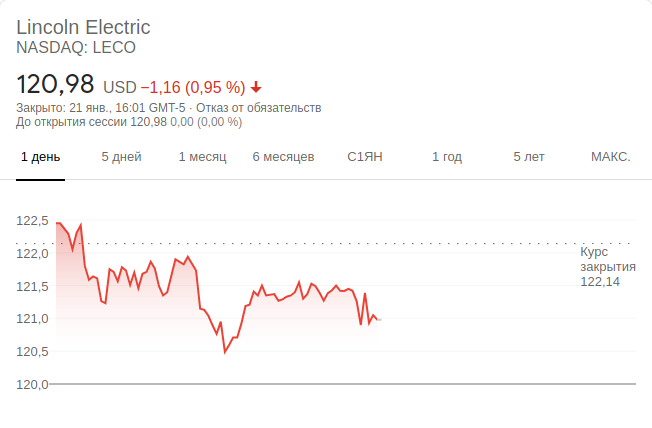 Lincoln Electric
NASDAQ: LECO
120,98 USD −1,16 (0,95 %)
Закрыто: 21 янв., 16:01 GMT-5 · Отказ от обязательств
До открытия сессии 120,98 0,00 (0,00 %)
1 день 5 дней 1 месяц 6 месяцев С1ЯН 1 год 5 лет МАКС.
122,5
122,0
121,5
121,0
120,5
120,0
Курс
закрытия
122,14